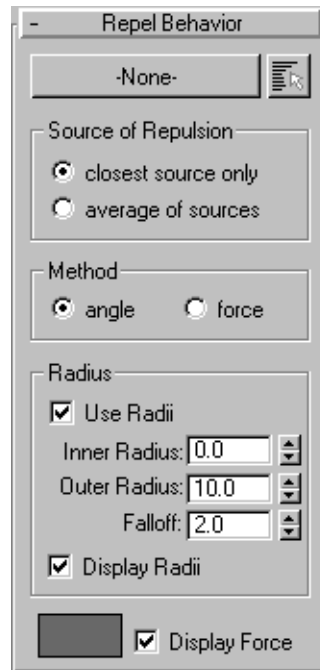 - Repel Behavior
-None-
Source of Repulsion
closest source only
average of sources
Method
angle force
Radius
Use Radii
Inner Radius: 0.0
Outer Radius: 10.0
Falloff: 2.0
Display Radii
Display Force